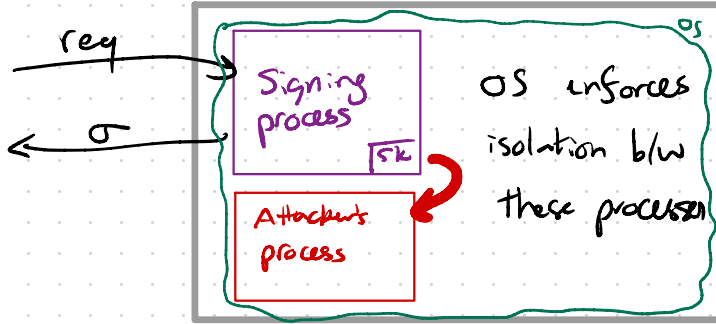 req
σ
Signing
process
sk
Attacker's
process
OS
OS enforces
isolation b/w
these processes